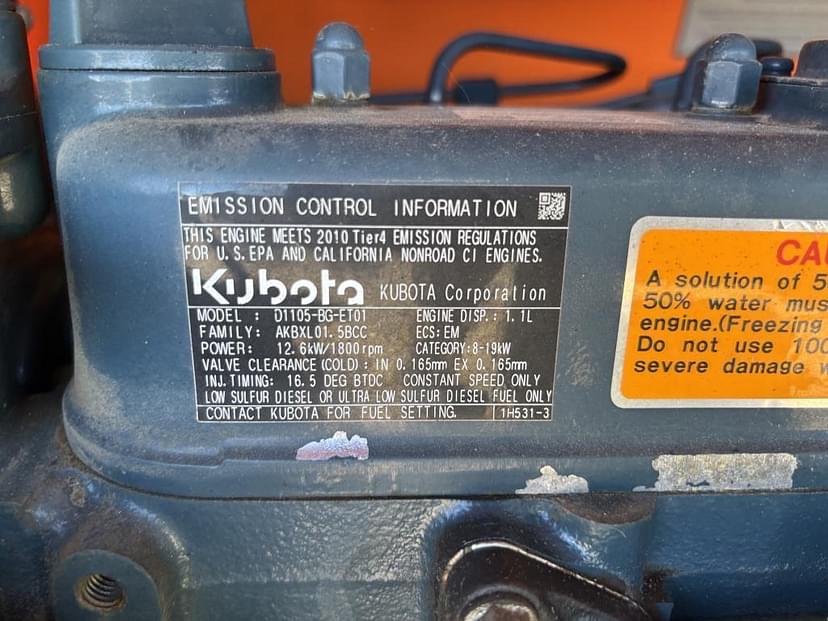 EMISSION CONTROL INFORMATION
THIS ENGINE MEETS 2010 Tier4 EMISSION REGULATIONS
FOR U.S. EPA AND CALIFORNIA NONROAD CI ENGINES.
Kubota KUBOTA Corporation
MODEL : D1105-BG-ET01 ENGINE DISP. : 1.1L
FAMILY: AKBXL01.5BCC ECS: EM
POWER: 12.6kW/1800rpm CATEGORY: 8-19kW
VALVE CLEARANCE (COLD) : IN 0.165mm EX 0.165mm
INJ. TIMING: 16.5 DEG BTDC CONSTANT SPEED ONLY
LOW SULFUR DIESEL OR ULTRA LOW SULFUR DIESEL FUEL ONLY
CONTACT KUBOTA FOR FUEL SETTING. 1H531-3
CAU
A solution of 5
50% water mus
engine.(Freezing
Do not use 100
severe damage w